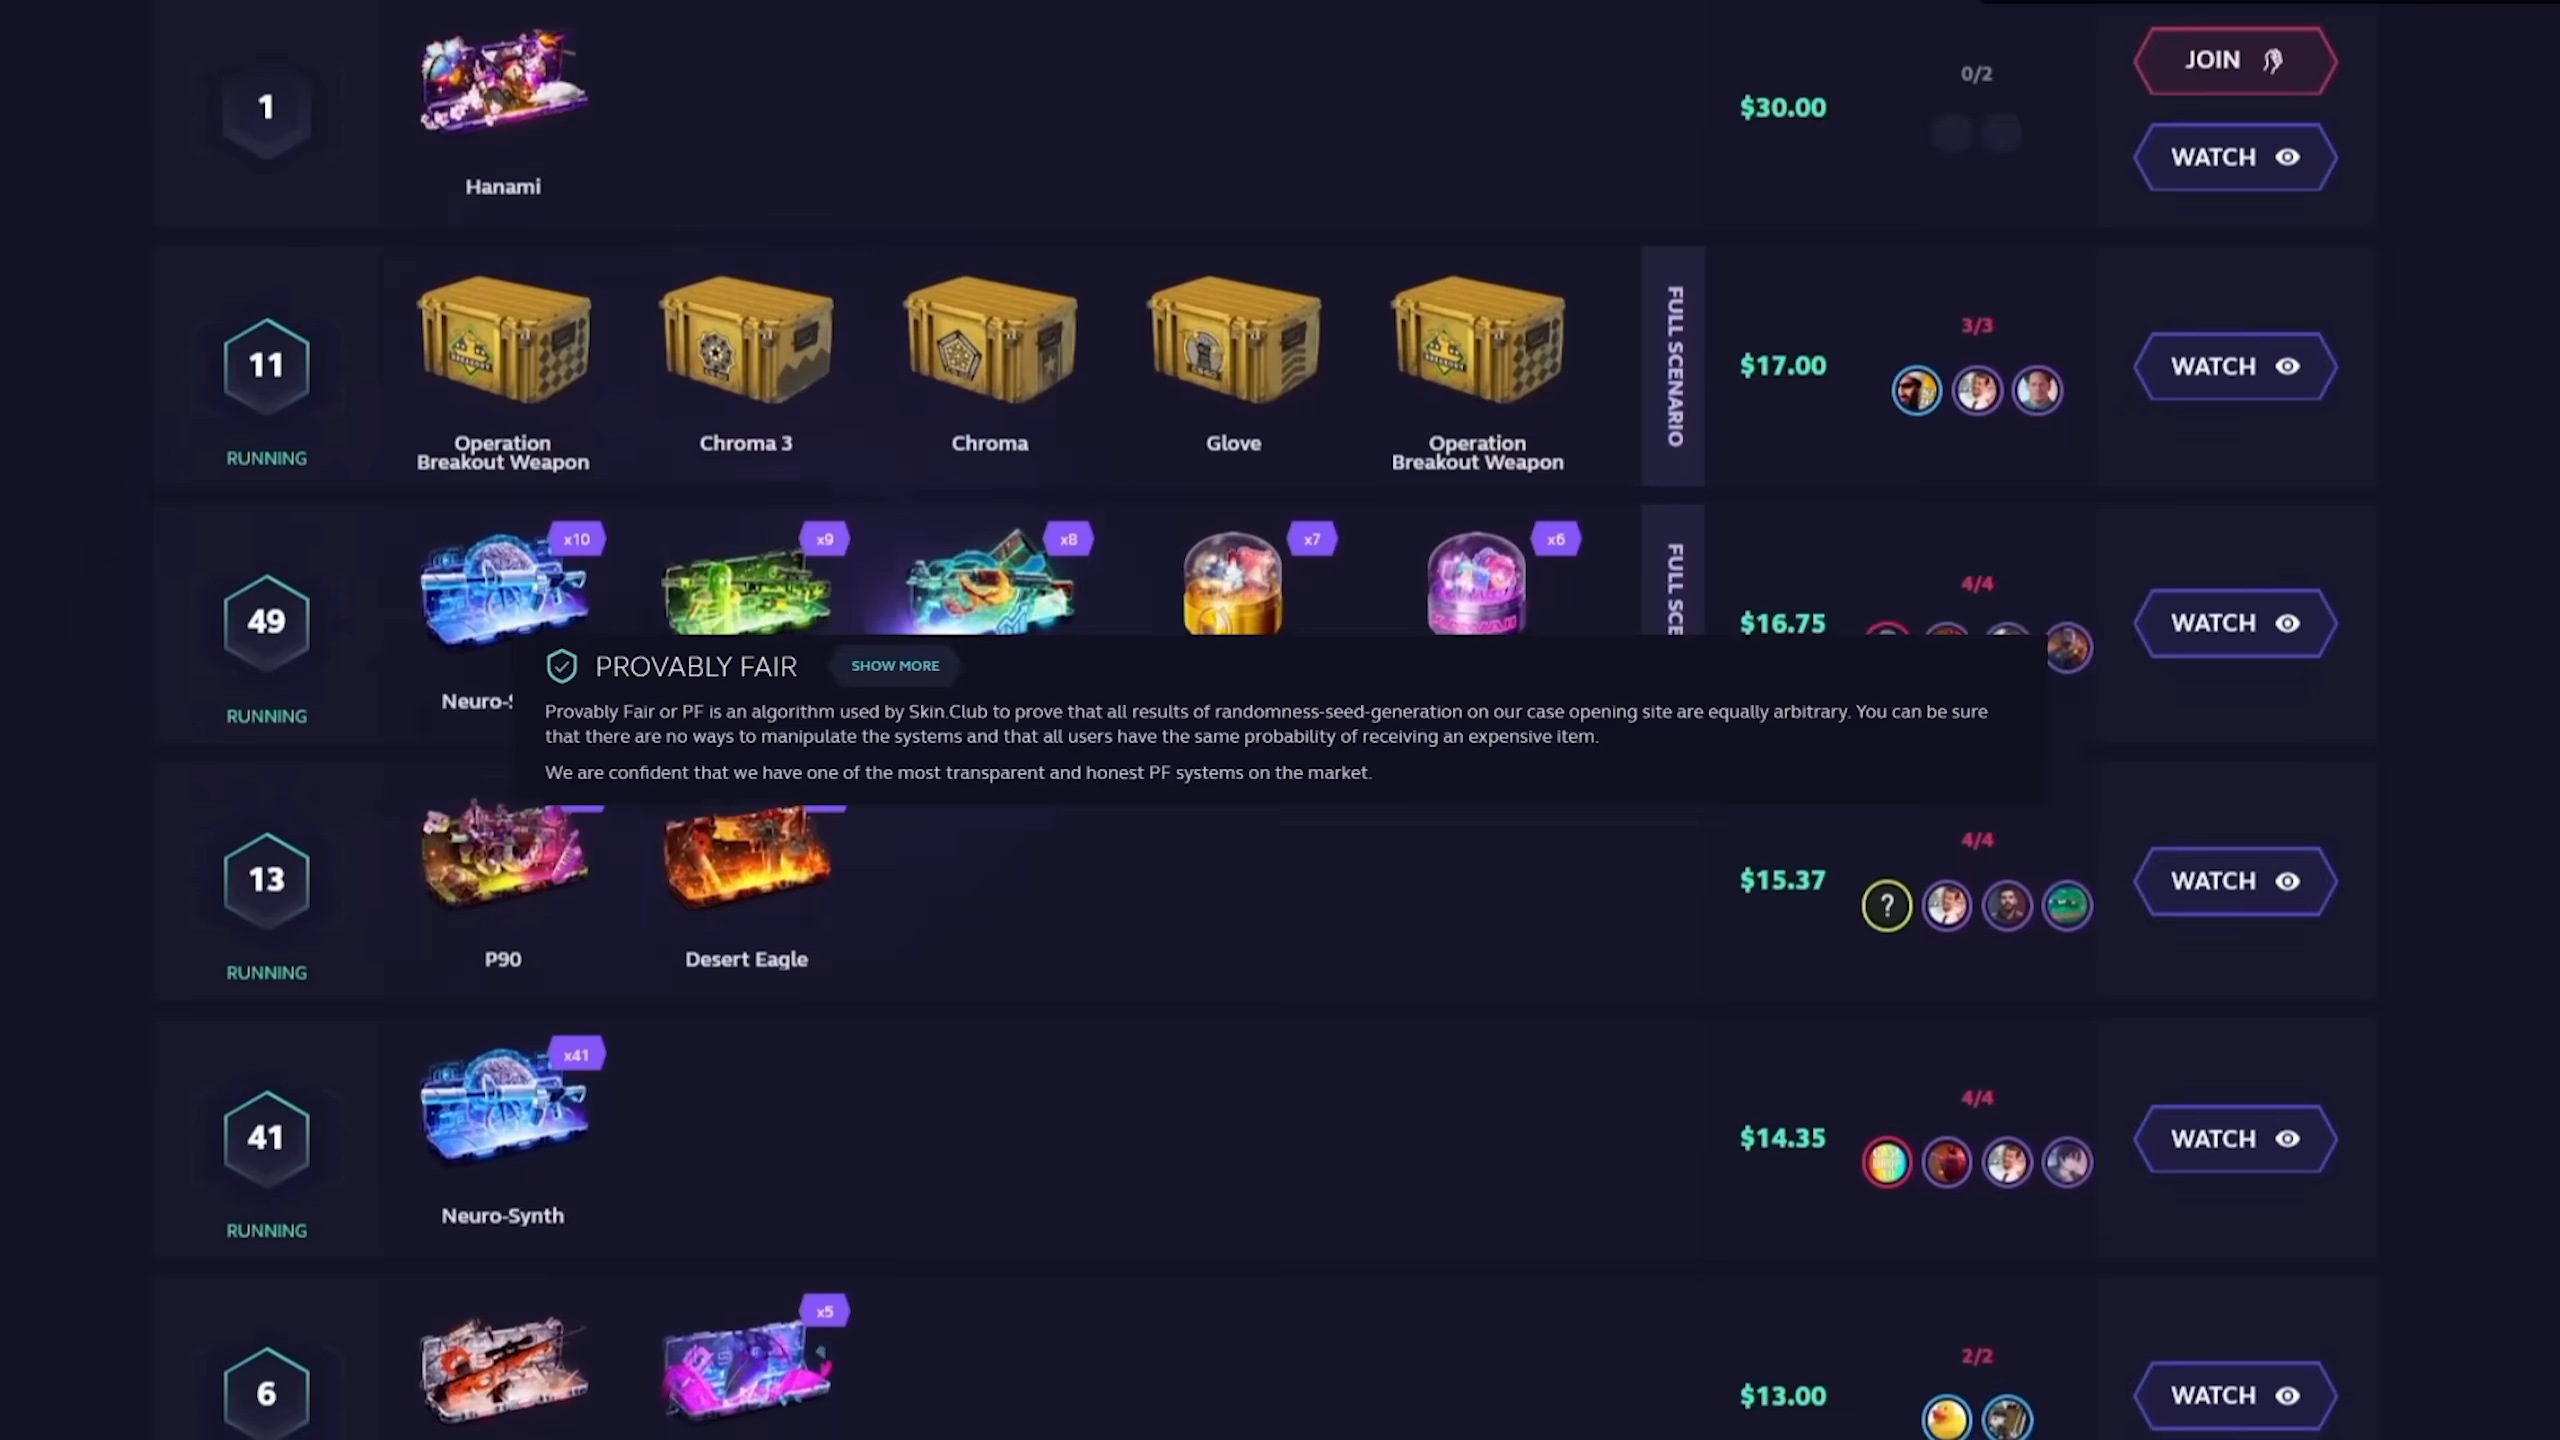 1
Hanami
$30.00
0/2
JOIN
WATCH
11
RUNNING
Operation
Breakout Weapon
Chroma 3
Chroma
Glove
Operation
Breakout Weapon
FULL SCENARIO
$17.00
3/3
WATCH
49
RUNNING
x10
x9
x8
x7
x6
Neuro-S
FULL SCE
$16.75
4/4
WATCH
PROVABLY FAIR
SHOW MORE
Provably Fair or PF is an algorithm used by Skin.Club to prove that all results of randomness-seed-generation on our case opening site are equally arbitrary. You can be sure
that there are no ways to manipulate the systems and that all users have the same probability of receiving an expensive item.
We are confident that we have one of the most transparent and honest PF systems on the market.
13
RUNNING
P90
Desert Eagle
$15.37
4/4
?
WATCH
41
RUNNING
x41
Neuro-Synth
$14.35
4/4
WATCH
6
x5
$13.00
2/2
WATCH